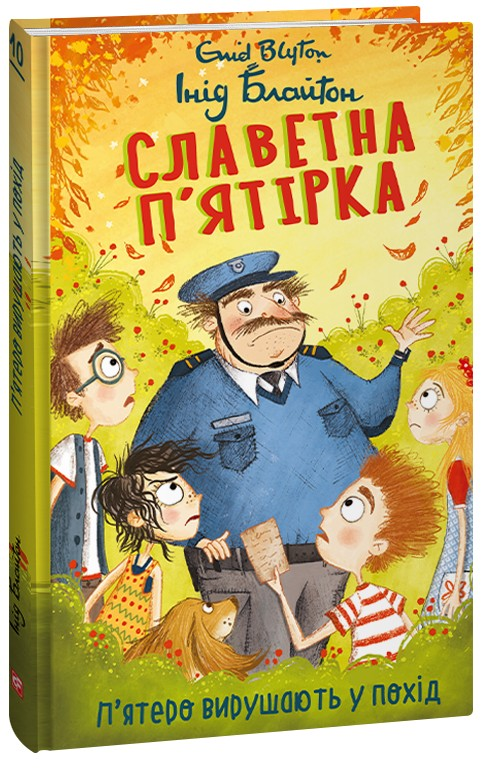 Enid Blyton
Інід Блайтон
СЛАВЕТНА
П'ЯТІРКА
П'ятеро вирушають у похід
10
П'ятеро вирушають у похід
Інід Блайтон